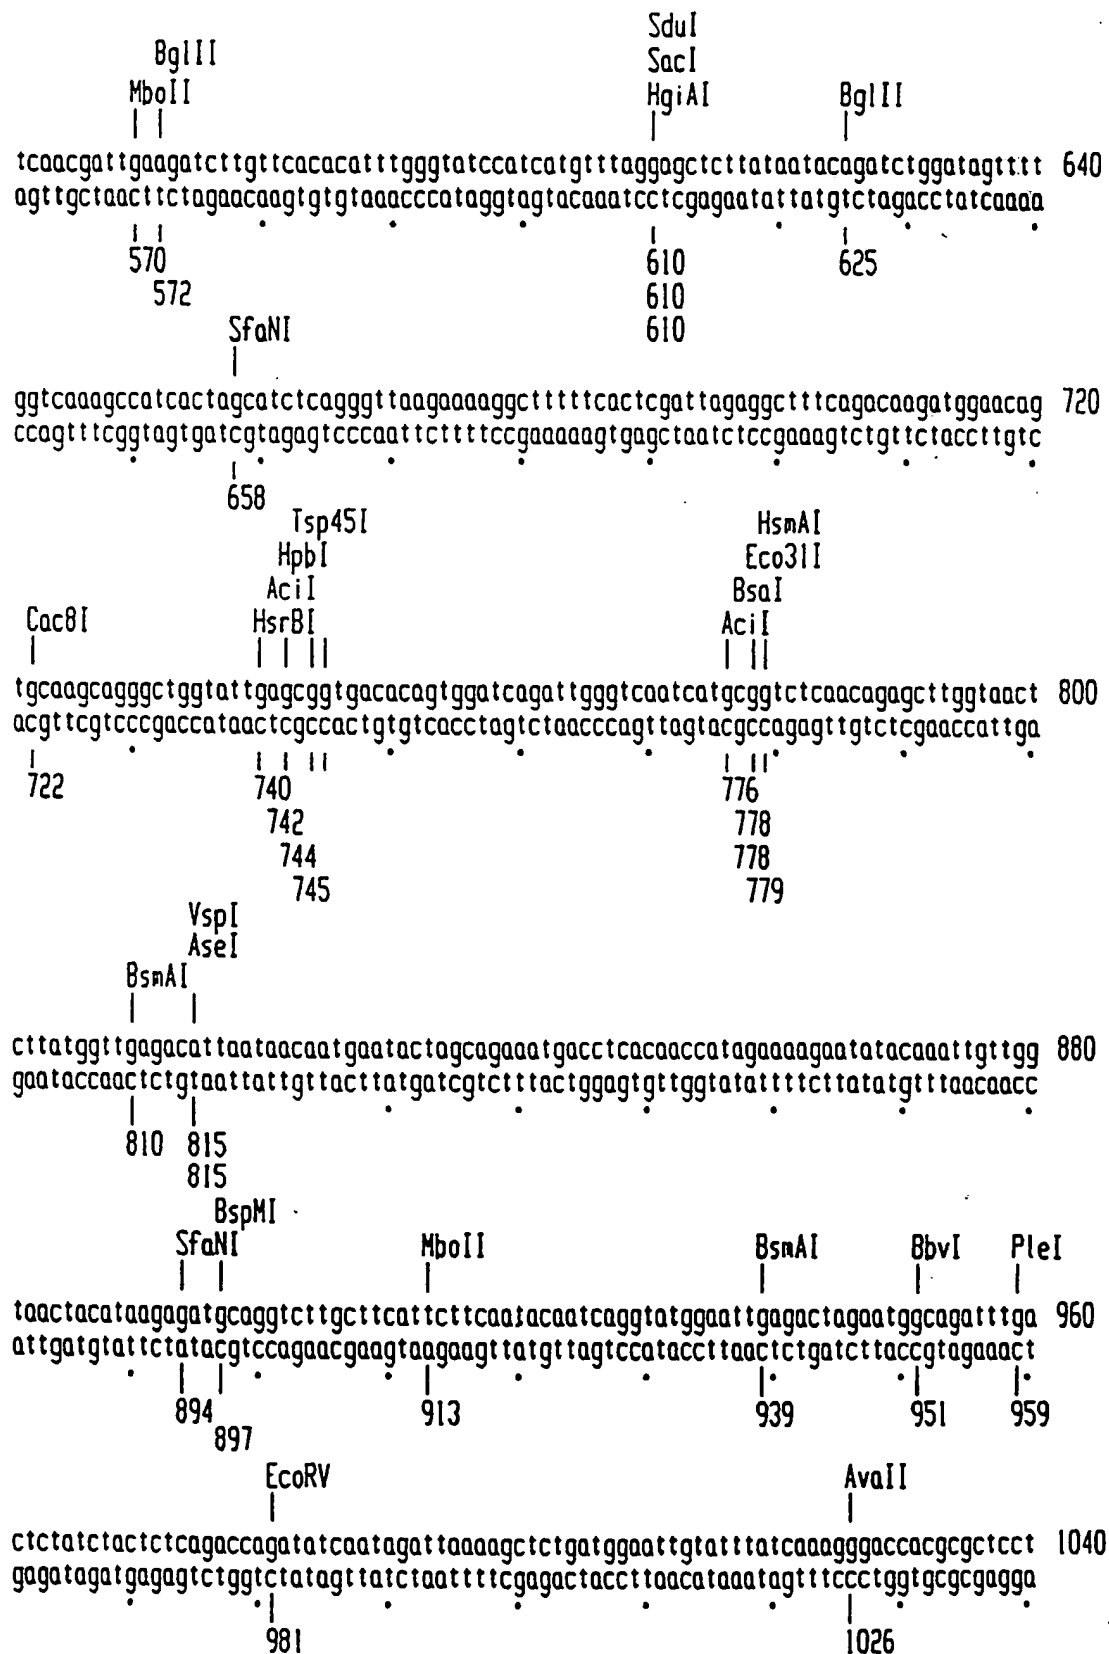 SduI
BglII SacI
MboII HgiAI BglII
tcaacgattgaagatcttgttcacacatttgggtatccatcatgtttaggagctcttataatacagatctggatagtttt 640
agttgctaacttctagaacaagtgtgtaaacccataggtagtacaaatcctcgagaatattatgtctagacctatcaaaa
570 610 625
572 610
610
SfaNI
ggtcaaagccatcactagcatctcagggttaagaaaaggctttttcactcgattagaggctttcagacaagatggaacag 720
ccagtttcggtagtgatcgtagagtcccaattcttttccgaaaaagtgagctaatctccgaaagtctgttctaccttgtc
658
Tsp45I HsmAI
HpbI Eco31I
AciI BsaI
Cac8I HsrBI AciI
tgcaagcagggctggtattgagcggtgacacagtggatcagattgggtcaatcatgcggtctcaacagagcttggtaact 800
acgttcgtcccgaccataactcgccactgtgtcacctagtctaacccagttagtacgccagagttgtctcgaaccattga
722 740 776
742 778
744 778
745 779
VspI
AseI
BsmAI
cttatggttgagacattaataacaatgaatactagcagaaatgacctcacaaccatagaaaagaatatacaaattgttgg 880
gaataccaactctgtaattattgttacttatgatcgtctttactggagtgttggtatattttcttatatgtttaacaacc
810 815
815
BspMI
SfaNI MboII BsmAI BbvI PleI
taactacataagagatgcaggtcttgcttcattcttcaatacaatcaggtatggaattgagactagaatggcagatttga 960
attgatgtattctatacgtccagaacgaagtaagaagttatgttagtccataccttaactctgatcttaccgtagaaact
894 913 939 951 959
897
EcoRV AvaII
ctctatctactctcagaccagatatcaatagattaaaagctctgatggaattgtatttatcaaagggaccacgcgctcct 1040
gagatagatgagagtctggtctatagttatctaattttcgagactaccttaacataaatagtttccctggtgcgcgagga
981 1026